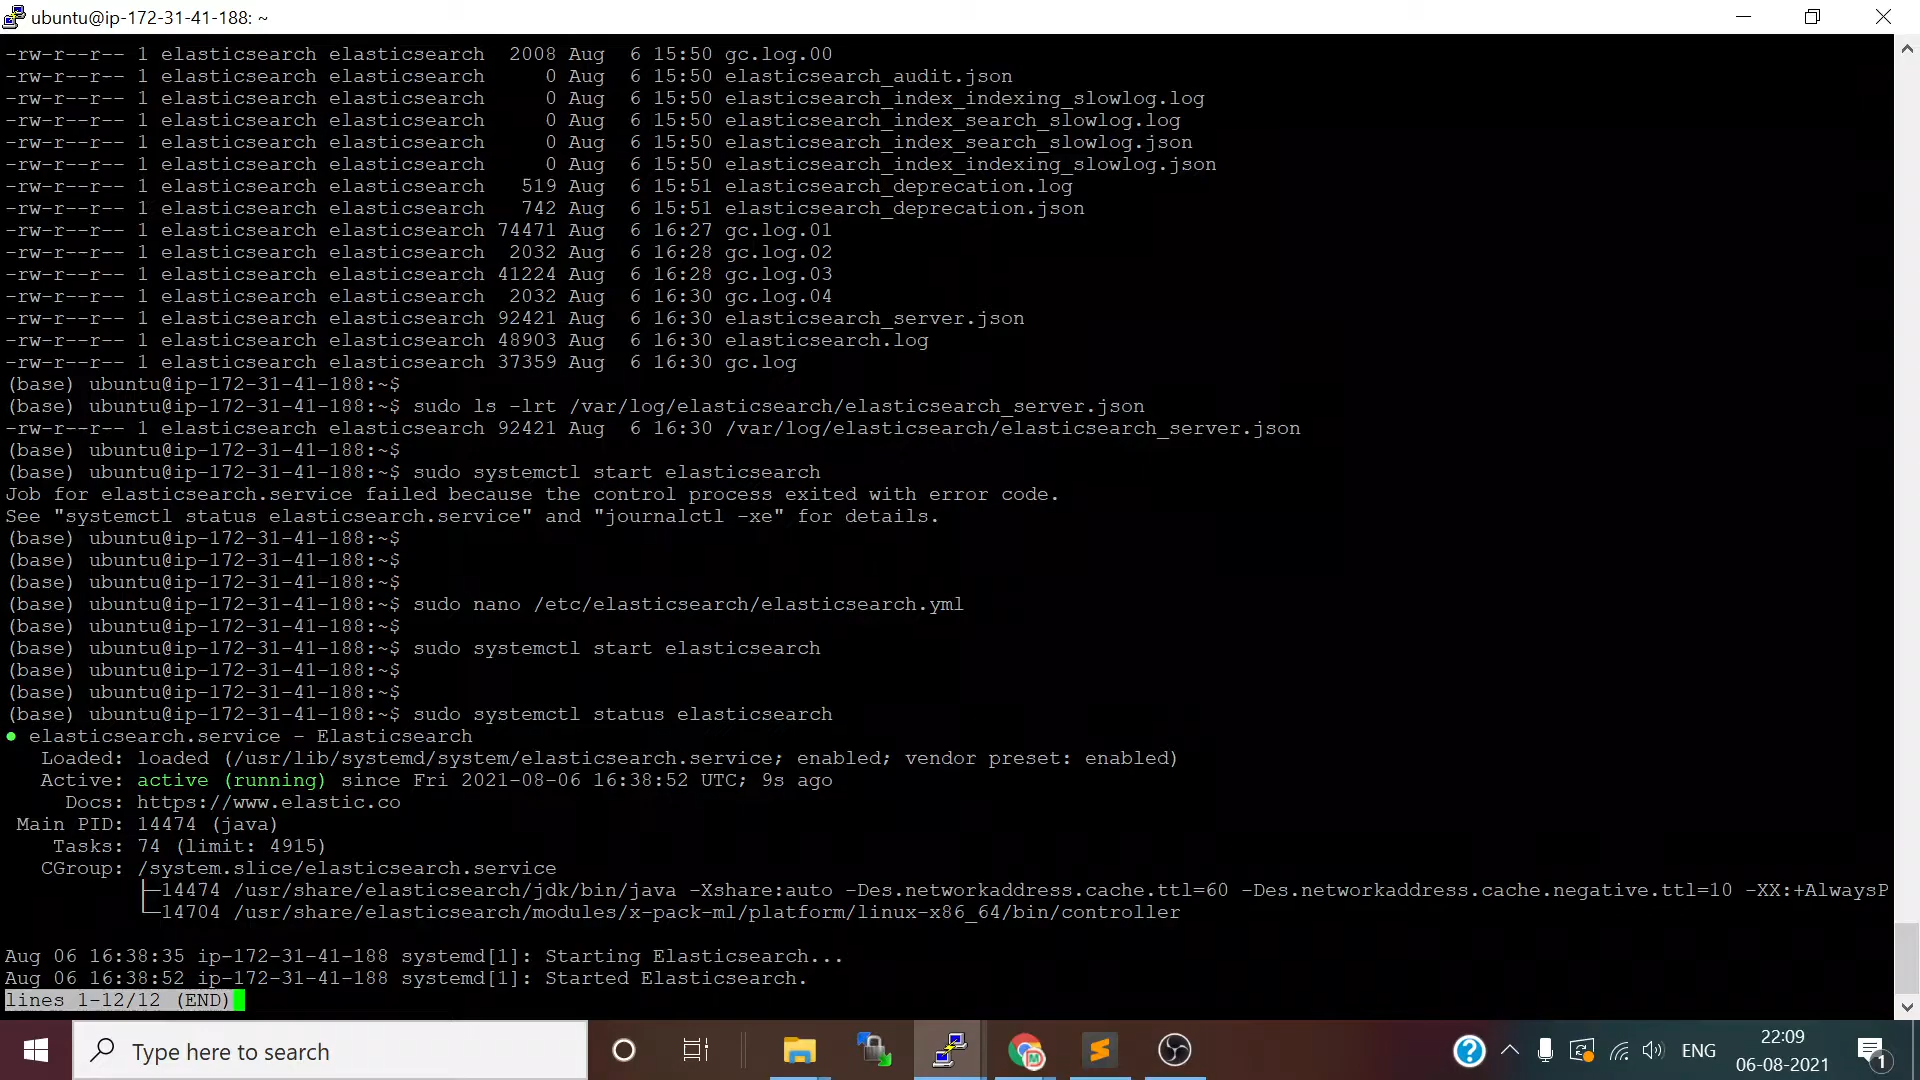 ubuntu@ip-172-31-41-188: ~
-rw-r--r-- 1 elasticsearch elasticsearch  2008 Aug  6 15:50 gc.log.00
-rw-r--r-- 1 elasticsearch elasticsearch     0 Aug  6 15:50 elasticsearch_audit.json
-rw-r--r-- 1 elasticsearch elasticsearch     0 Aug  6 15:50 elasticsearch_index_indexing_slowlog.log
-rw-r--r-- 1 elasticsearch elasticsearch     0 Aug  6 15:50 elasticsearch_index_search_slowlog.log
-rw-r--r-- 1 elasticsearch elasticsearch     0 Aug  6 15:50 elasticsearch_index_search_slowlog.json
-rw-r--r-- 1 elasticsearch elasticsearch     0 Aug  6 15:50 elasticsearch_index_indexing_slowlog.json
-rw-r--r-- 1 elasticsearch elasticsearch   519 Aug  6 15:51 elasticsearch_deprecation.log
-rw-r--r-- 1 elasticsearch elasticsearch   742 Aug  6 15:51 elasticsearch_deprecation.json
-rw-r--r-- 1 elasticsearch elasticsearch 74471 Aug  6 16:27 gc.log.01
-rw-r--r-- 1 elasticsearch elasticsearch  2032 Aug  6 16:28 gc.log.02
-rw-r--r-- 1 elasticsearch elasticsearch 41224 Aug  6 16:28 gc.log.03
-rw-r--r-- 1 elasticsearch elasticsearch  2032 Aug  6 16:30 gc.log.04
-rw-r--r-- 1 elasticsearch elasticsearch 92421 Aug  6 16:30 elasticsearch_server.json
-rw-r--r-- 1 elasticsearch elasticsearch 48903 Aug  6 16:30 elasticsearch.log
-rw-r--r-- 1 elasticsearch elasticsearch 37359 Aug  6 16:30 gc.log
(base) ubuntu@ip-172-31-41-188:~$
(base) ubuntu@ip-172-31-41-188:~$ sudo ls -lrt /var/log/elasticsearch/elasticsearch_server.json
-rw-r--r-- 1 elasticsearch elasticsearch 92421 Aug  6 16:30 /var/log/elasticsearch/elasticsearch_server.json
(base) ubuntu@ip-172-31-41-188:~$
(base) ubuntu@ip-172-31-41-188:~$ sudo systemctl start elasticsearch
Job for elasticsearch.service failed because the control process exited with error code.
See "systemctl status elasticsearch.service" and "journalctl -xe" for details.
(base) ubuntu@ip-172-31-41-188:~$
(base) ubuntu@ip-172-31-41-188:~$
(base) ubuntu@ip-172-31-41-188:~$
(base) ubuntu@ip-172-31-41-188:~$ sudo nano /etc/elasticsearch/elasticsearch.yml
(base) ubuntu@ip-172-31-41-188:~$
(base) ubuntu@ip-172-31-41-188:~$ sudo systemctl start elasticsearch
(base) ubuntu@ip-172-31-41-188:~$
(base) ubuntu@ip-172-31-41-188:~$
(base) ubuntu@ip-172-31-41-188:~$ sudo systemctl status elasticsearch
● elasticsearch.service - Elasticsearch
   Loaded: loaded (/usr/lib/systemd/system/elasticsearch.service; enabled; vendor preset: enabled)
   Active: active (running) since Fri 2021-08-06 16:38:52 UTC; 9s ago
     Docs: https://www.elastic.co
 Main PID: 14474 (java)
    Tasks: 74 (limit: 4915)
   CGroup: /system.slice/elasticsearch.service
           ├─14474 /usr/share/elasticsearch/jdk/bin/java -Xshare:auto -Des.networkaddress.cache.ttl=60 -Des.networkaddress.cache.negative.ttl=10 -XX:+AlwaysP
           └─14704 /usr/share/elasticsearch/modules/x-pack-ml/platform/linux-x86_64/bin/controller
Aug 06 16:38:35 ip-172-31-41-188 systemd[1]: Starting Elasticsearch...
Aug 06 16:38:52 ip-172-31-41-188 systemd[1]: Started Elasticsearch.
lines 1-12/12 (END)
Type here to search
ENG
22:09
06-08-2021
1